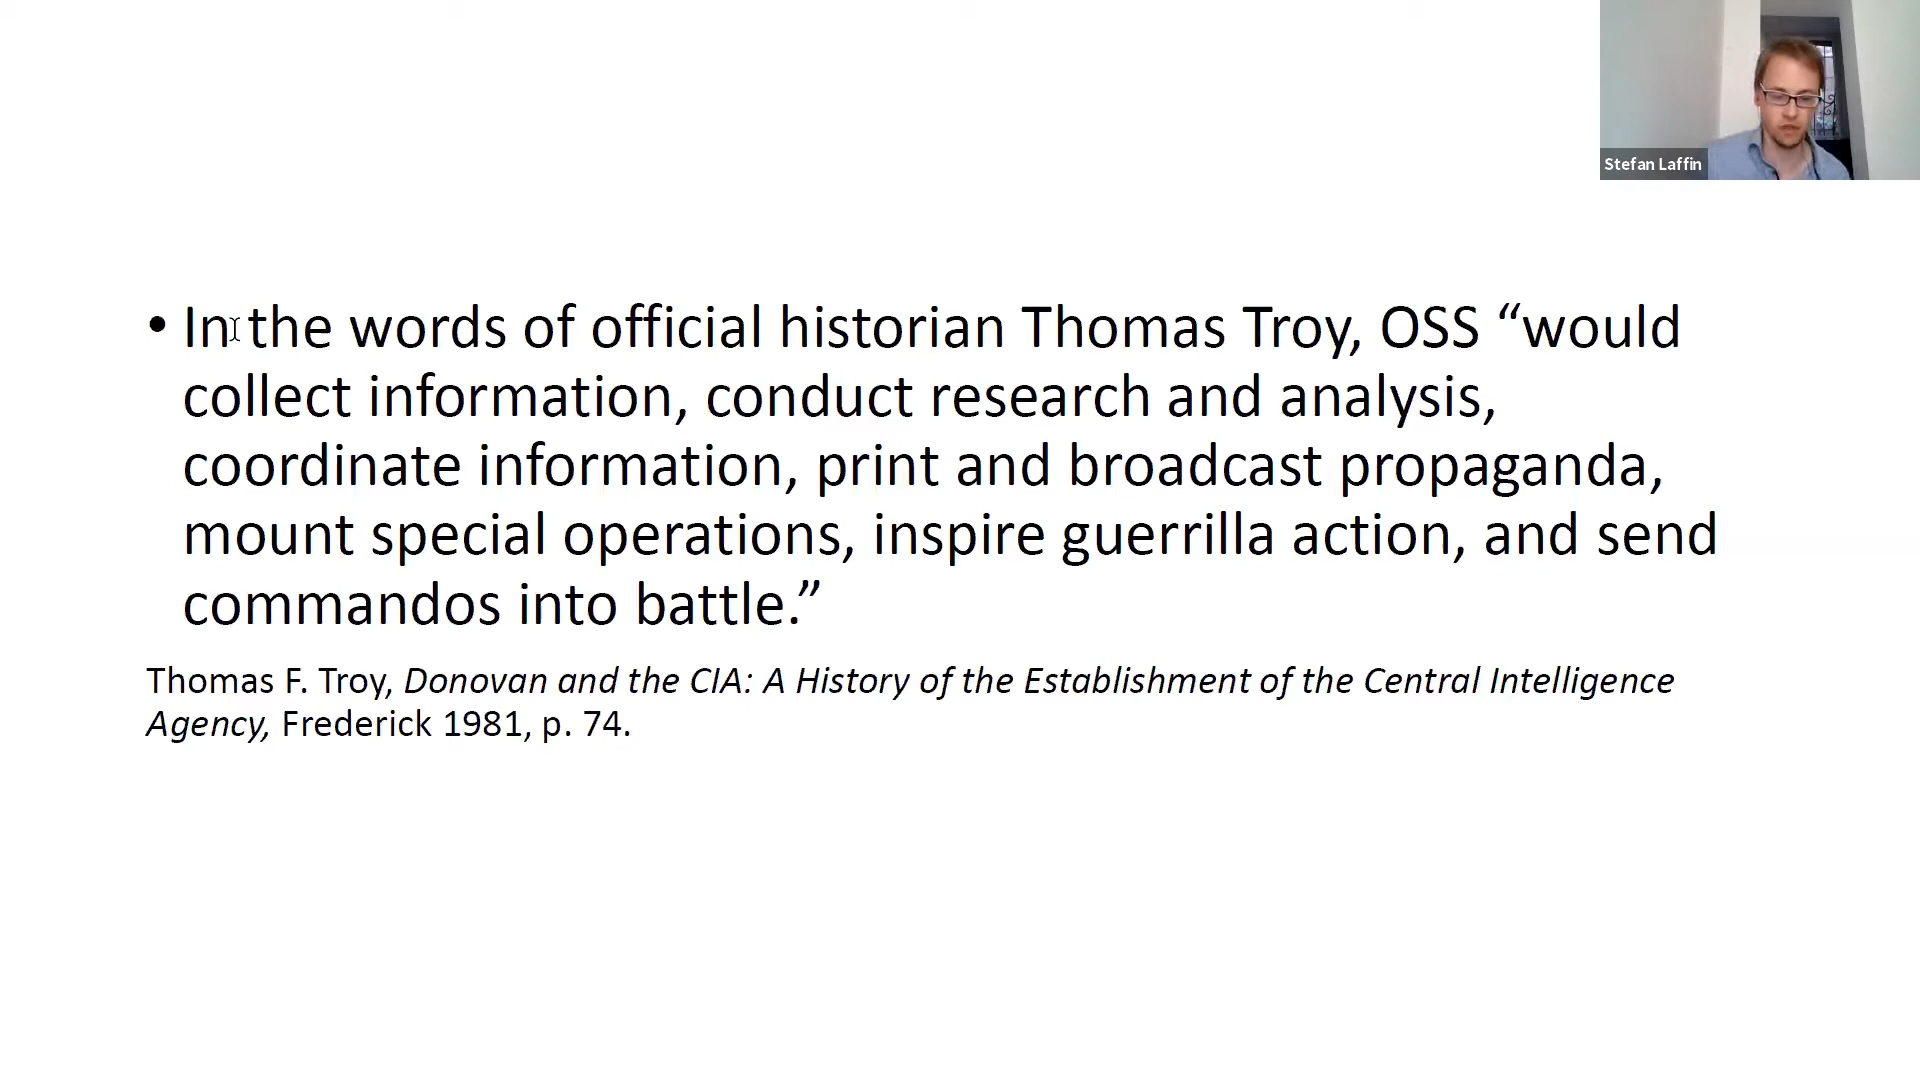 Stefan Laffin
• In the words of official historian Thomas Troy, OSS “would
collect information, conduct research and analysis,
coordinate information, print and broadcast propaganda,
mount special operations, inspire guerrilla action, and send
commandos into battle.”
Thomas F. Troy, Donovan and the CIA: A History of the Establishment of the Central Intelligence
Agency, Frederick 1981, p. 74.